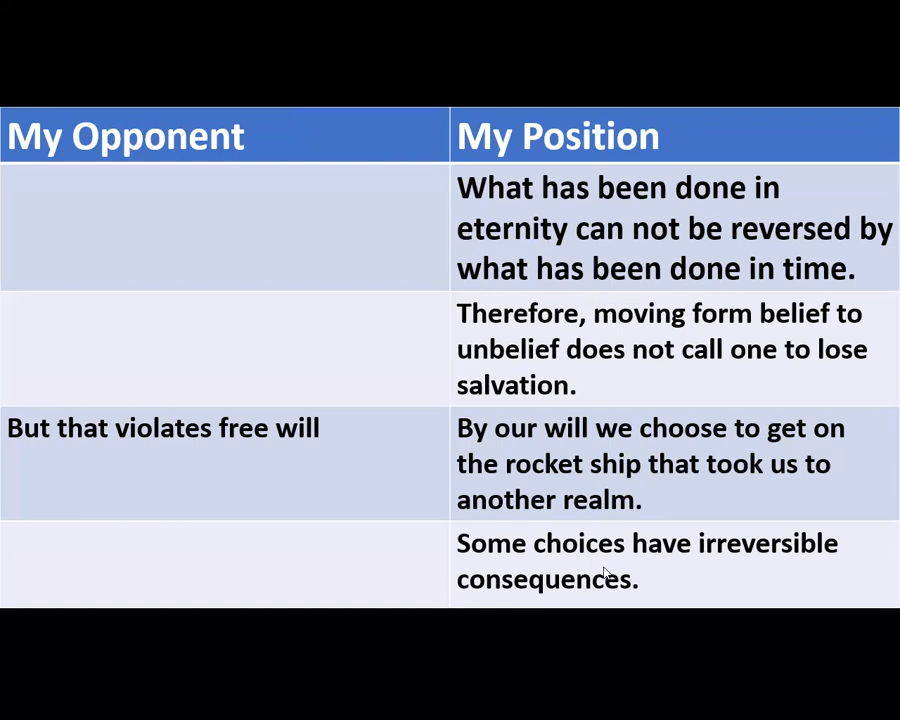 My Opponent
My Position
What has been done in
eternity can not be reversed by
what has been done in time.
Therefore, moving form belief to
unbelief does not call one to lose
salvation.
But that violates free will
By our will we choose to get on
the rocket ship that took us to
another realm.
Some choices have irreversible
consequences.